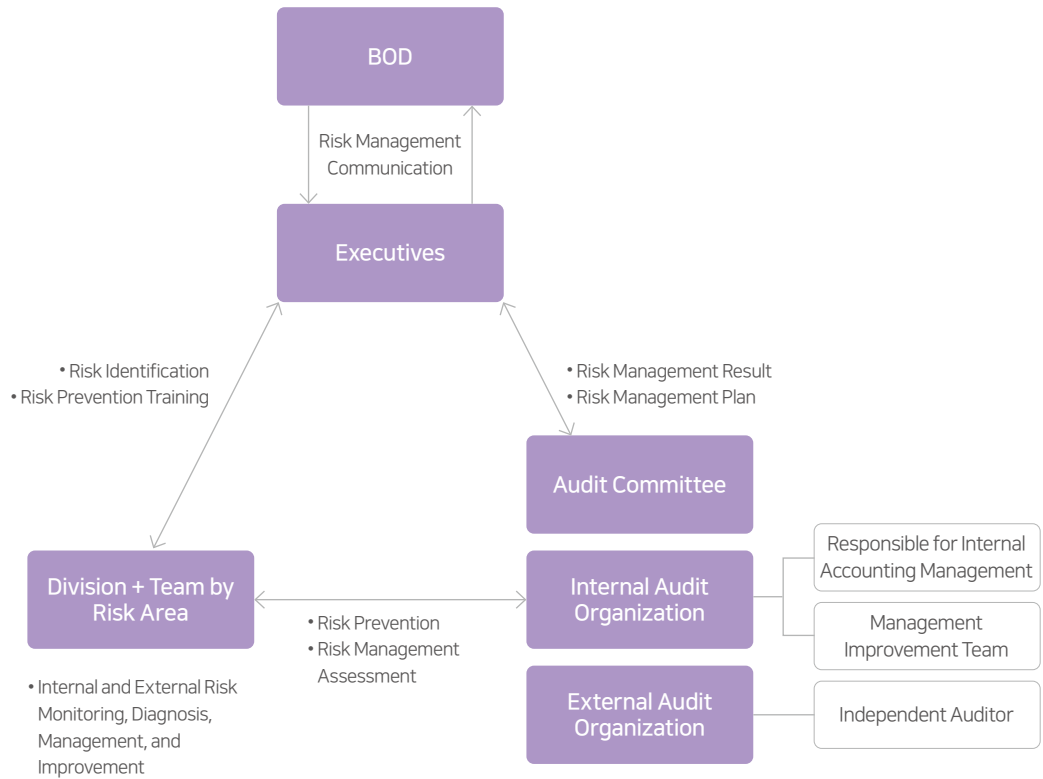 BOD
Risk Management
Communication
Executives
• Risk Identification
• Risk Prevention Training
• Risk Management Result
• Risk Management Plan
Audit Committee
Division + Team by
Risk Area
• Risk Prevention
• Risk Management
Assessment
Internal Audit
Organization
Responsible for Internal
Accounting Management
Management
Improvement Team
• Internal and External Risk
Monitoring, Diagnosis,
Management, and
Improvement
External Audit
Organization
Independent Auditor